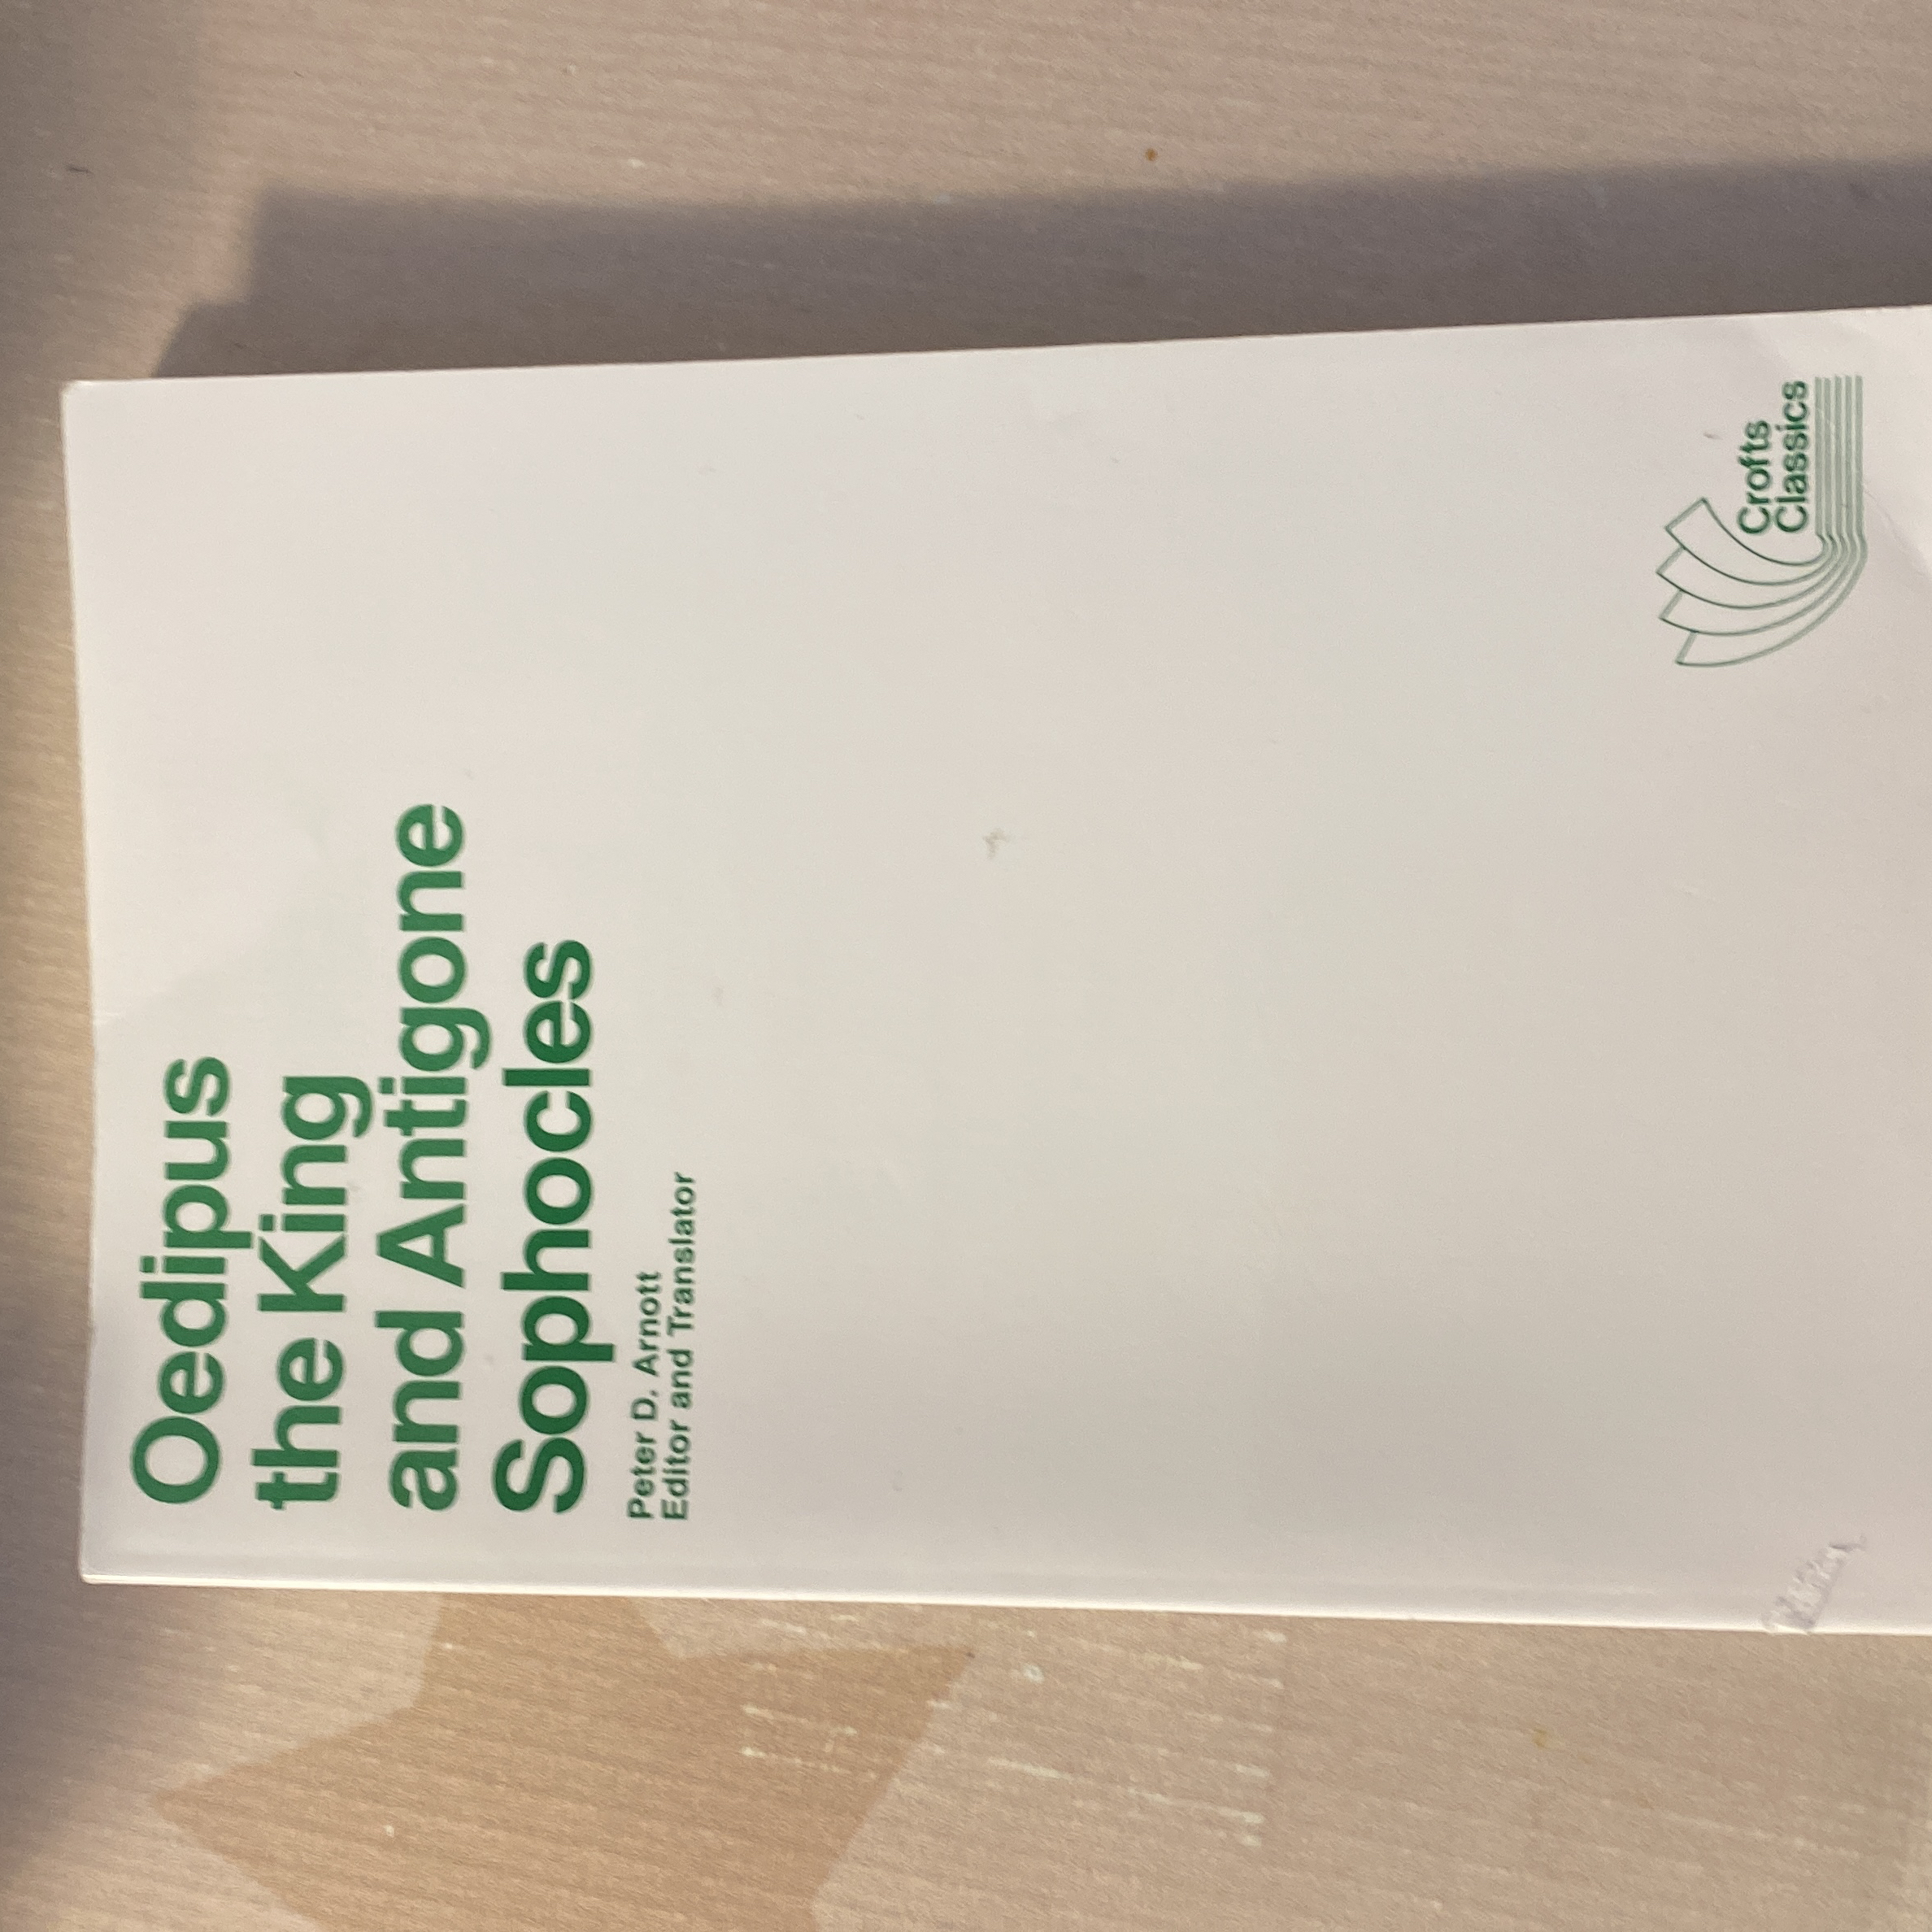 Oedipus
the King
and Antigone
Sophocles
Peter D. Arnott
Editor and Translator
Crofts
Classics